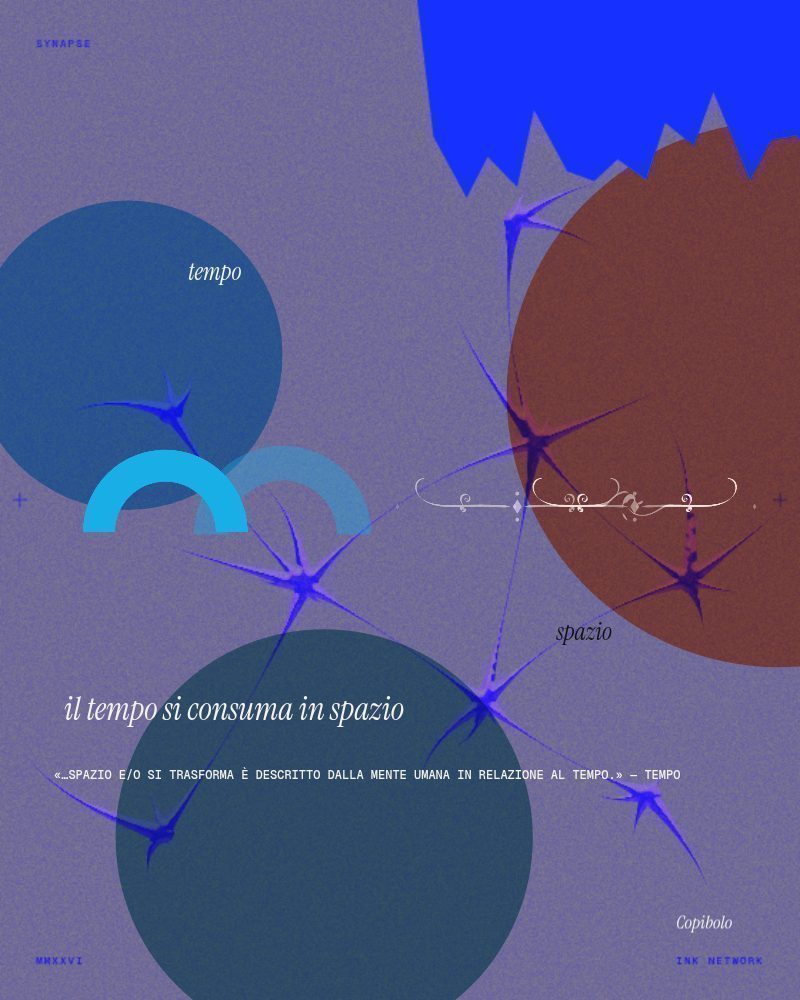 SYNAPSE
tempo
spazio
il tempo si consuma in spazio
«…SPAZIO E/O SI TRASFORMA È DESCRITTO DALLA MENTE UMANA IN RELAZIONE AL TEMPO.» — TEMPO
Copibolo
MMXXVI
INK NETWORK